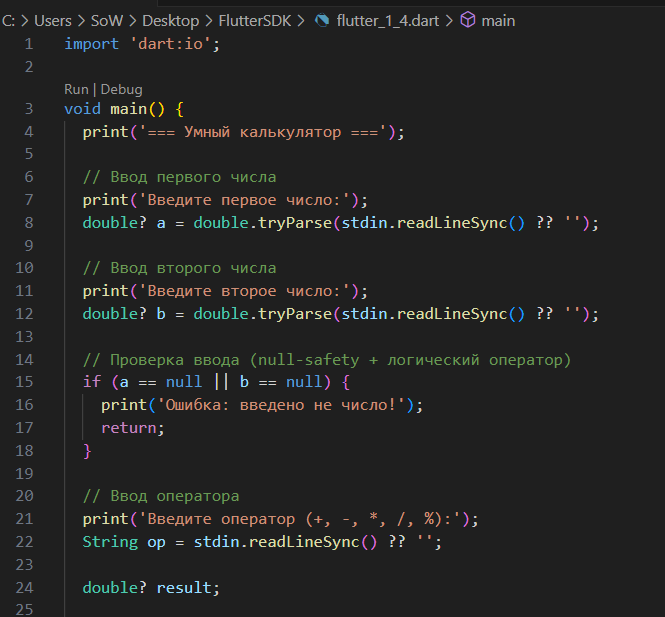 C: > Users > SoW > Desktop > FlutterSDK > flutter_1_4.dart > main
1 import 'dart:io';
2
Run | Debug
3 void main() {
4   print('=== Умный калькулятор ===');
5
6   // Ввод первого числа
7   print('Введите первое число:');
8   double? a = double.tryParse(stdin.readLineSync() ?? '');
9
10   // Ввод второго числа
11   print('Введите второе число:');
12   double? b = double.tryParse(stdin.readLineSync() ?? '');
13
14   // Проверка ввода (null-safety + логический оператор)
15   if (a == null || b == null) {
16     print('Ошибка: введено не число!');
17     return;
18   }
19
20   // Ввод оператора
21   print('Введите оператор (+, -, *, /, %):');
22   String op = stdin.readLineSync() ?? '';
23
24   double? result;
25